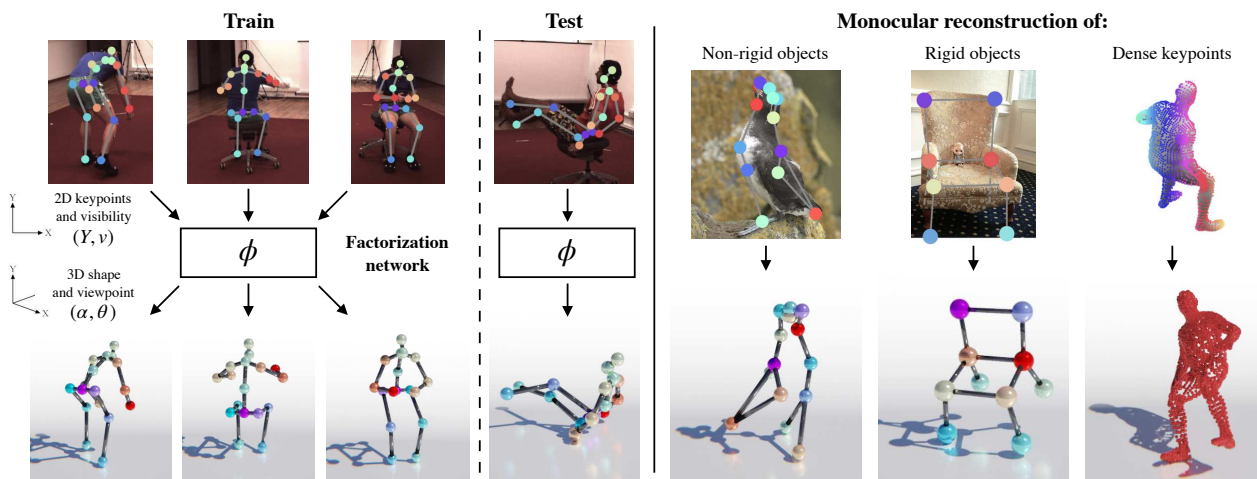 Train
Test
Monocular reconstruction of:
Non-rigid objects
Rigid objects
Dense keypoints
Y
X
2D keypoints
and visibility
(Y, v)
ϕ
Factorization
network
ϕ
Y
X
3D shape
and viewpoint
(α, θ)